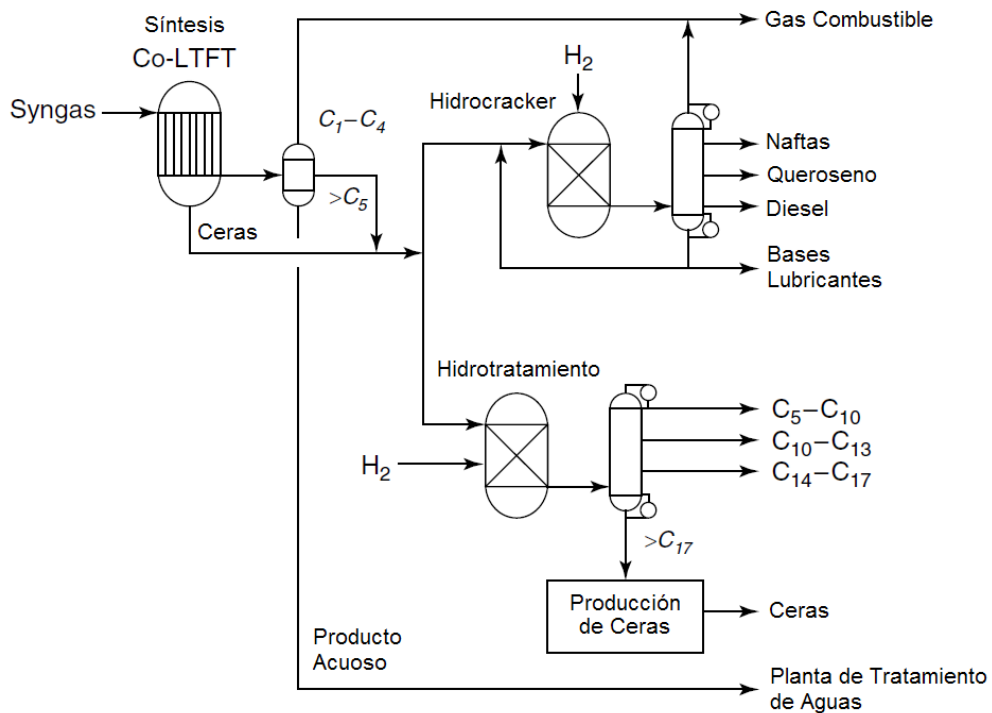 Síntesis
Co-LTFT
Syngas
C1–C4
>C5
Ceras
H2
Hidrocracker
Gas Combustible
Naftas
Queroseno
Diesel
Bases
Lubricantes
Hidrotratamiento
H2
C5–C10
C10–C13
C14–C17
>C17
Producción
de Ceras
Ceras
Producto
Acuoso
Planta de Tratamiento
de Aguas